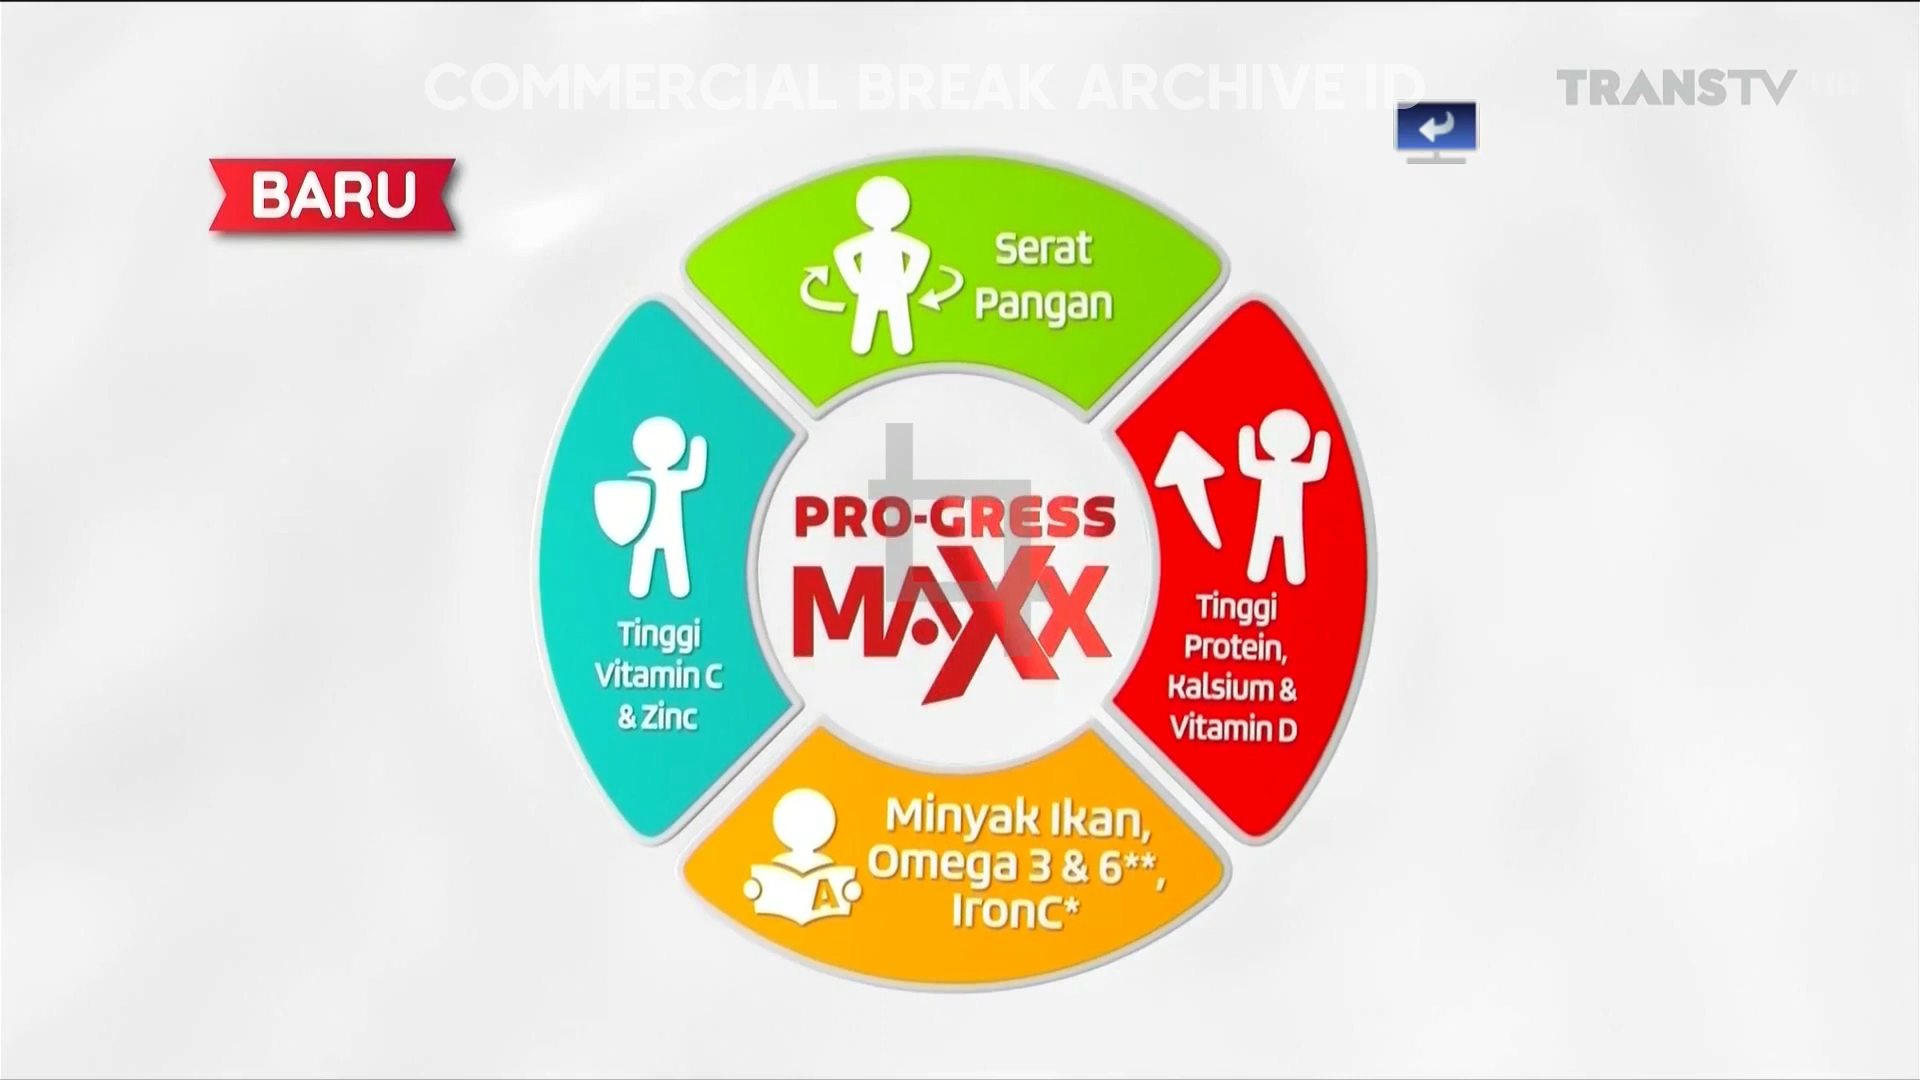 COMMERCIAL BREAK ARCHIVE ID
TRANSTV HD
BARU
Serat
Pangan
Tinggi
Vitamin C
& Zinc
PRO-GRESS
MAXX
Tinggi
Protein,
Kalsium &
Vitamin D
Minyak Ikan,
Omega 3 & 6**,
IronC*
A